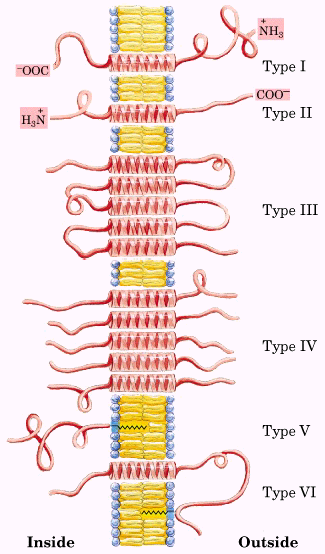 ⁺NH₃
⁻OOC
Type I
COO⁻
H₃N⁺
Type II
Type III
Type IV
Type V
Type VI
Inside
Outside